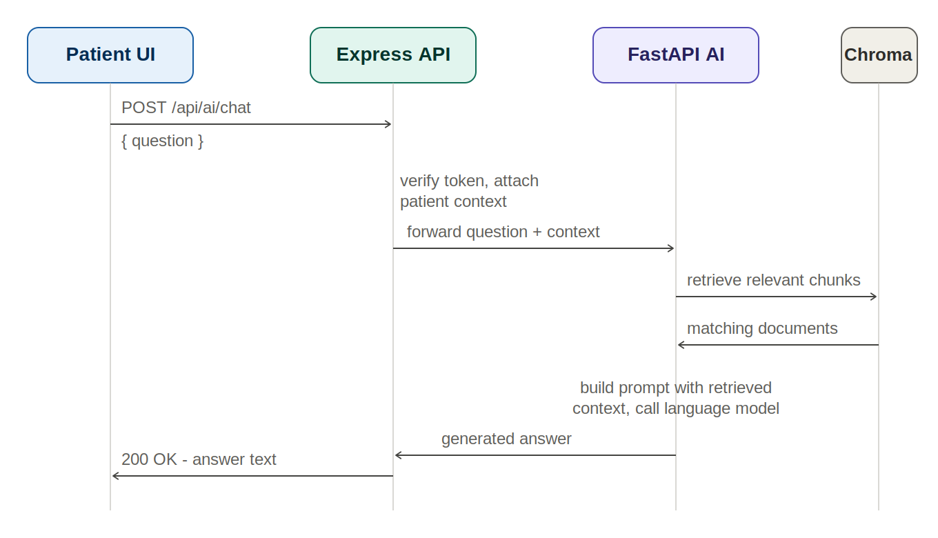 Patient UI
Express API
FastAPI AI
Chroma
POST /api/ai/chat
{ question }
verify token, attach
patient context
forward question + context
retrieve relevant chunks
matching documents
build prompt with retrieved
context, call language model
generated answer
200 OK - answer text